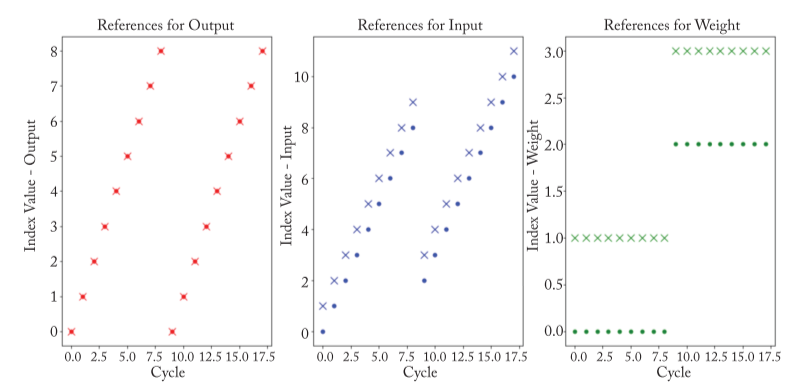 References for Output
8
7
6
5
4
3
2
1
0
Index Value - Output
0.0 2.5 5.0 7.5 10.0 12.5 15.0 17.5
Cycle
References for Input
10
8
6
4
2
0
Index Value - Input
0.0 2.5 5.0 7.5 10.0 12.5 15.0 17.5
Cycle
References for Weight
3.0
2.5
2.0
1.5
1.0
0.5
0.0
Index Value - Weight
0.0 2.5 5.0 7.5 10.0 12.5 15.0 17.5
Cycle